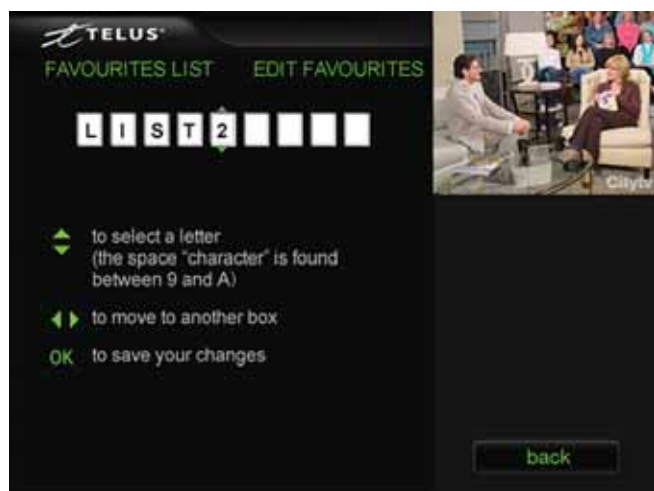 TELUS
FAVOURITES LIST EDIT FAVOURITES
LIST2
Citytv
to select a letter
(the space "character" is found
between 9 and A)
to move to another box
OK to save your changes
back